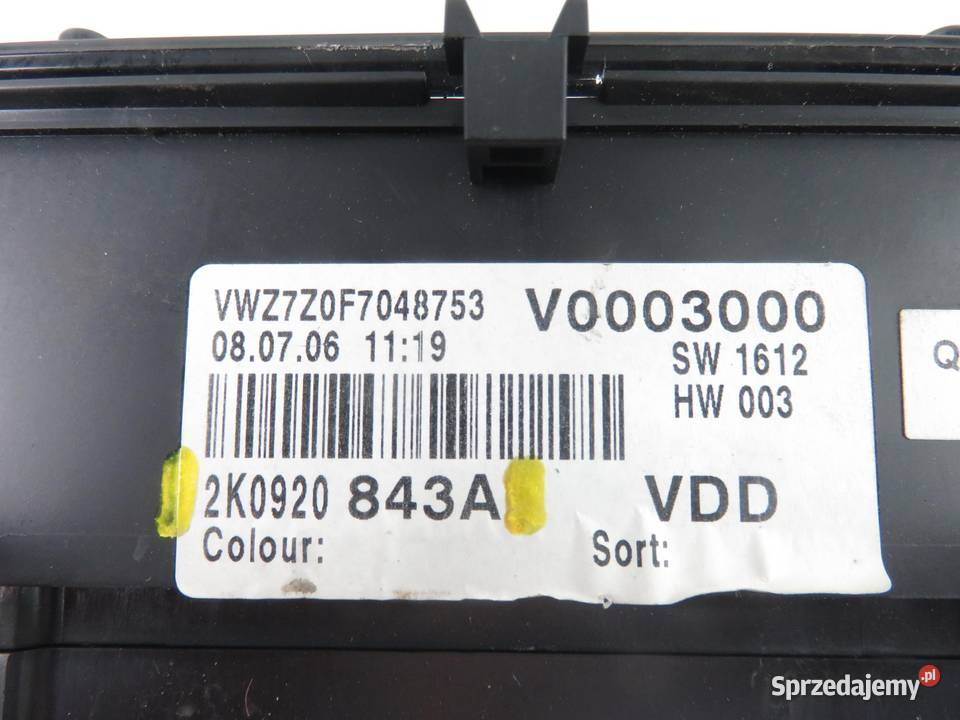 VWZ7Z0F7048753 V0003000
08.07.06 11:19 SW 1612
HW 003
Q
2K0920 843A VDD
Colour: Sort:
Sprzedajemy.pl